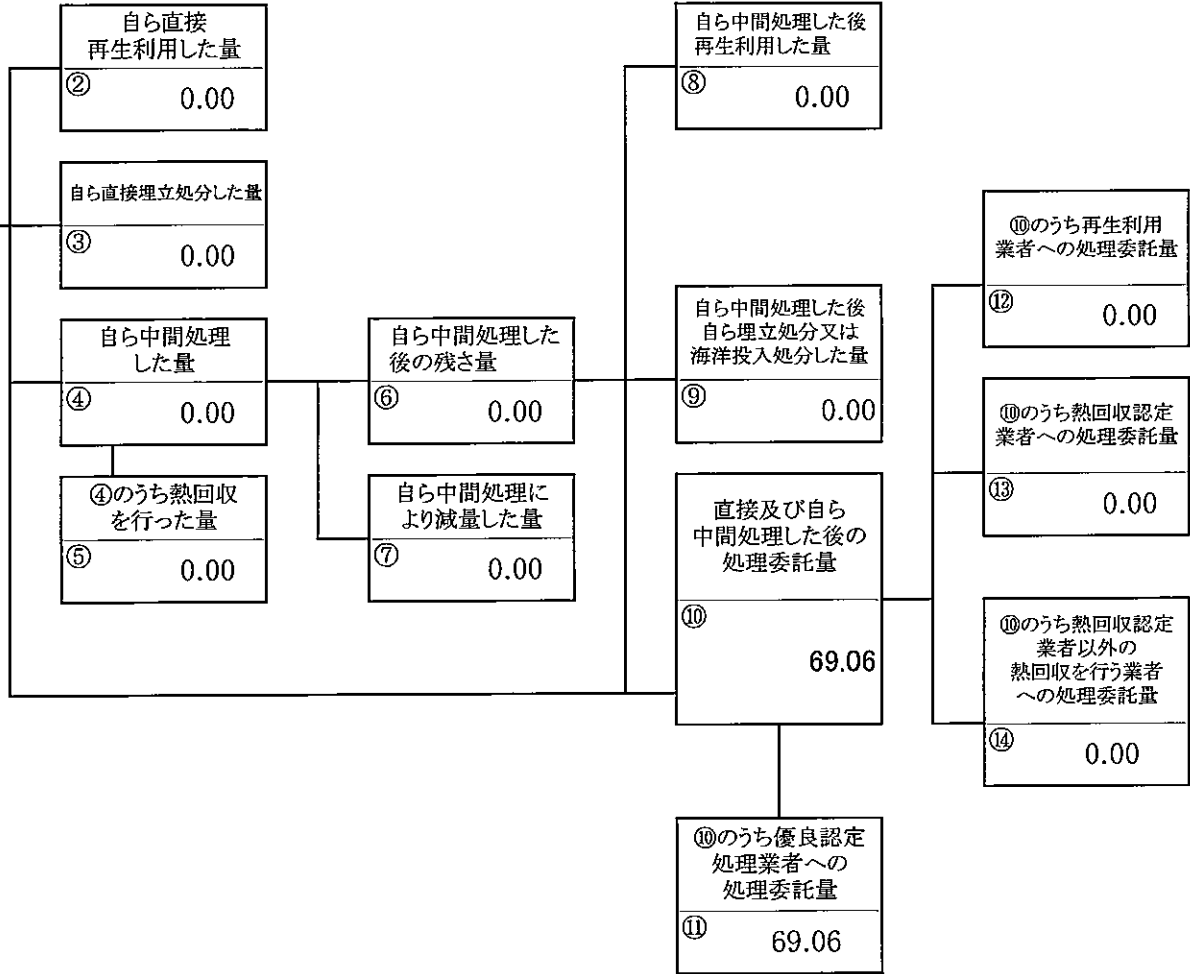 自ら直接
再生利用した量
②
0.00
自ら直接埋立処分した量
③
0.00
自ら中間処理
した量
④
0.00
④のうち熱回収
を行った量
⑤
0.00
自ら中間処理した
後の残さ量
⑥
0.00
自ら中間処理に
より減量した量
⑦
0.00
自ら中間処理した後
再生利用した量
⑧
0.00
自ら中間処理した後
自ら埋立処分又は
海洋投入処分した量
⑨
0.00
直接及び自ら
中間処理した後の
処理委託量
⑩
69.06
⑩のうち優良認定
処理業者への
処理委託量
⑪
69.06
⑩のうち再生利用
業者への処理委託量
⑫
0.00
⑩のうち熱回収認定
業者への処理委託量
⑬
0.00
⑩のうち熱回収認定
業者以外の
熱回収を行う業者
への処理委託量
⑭
0.00